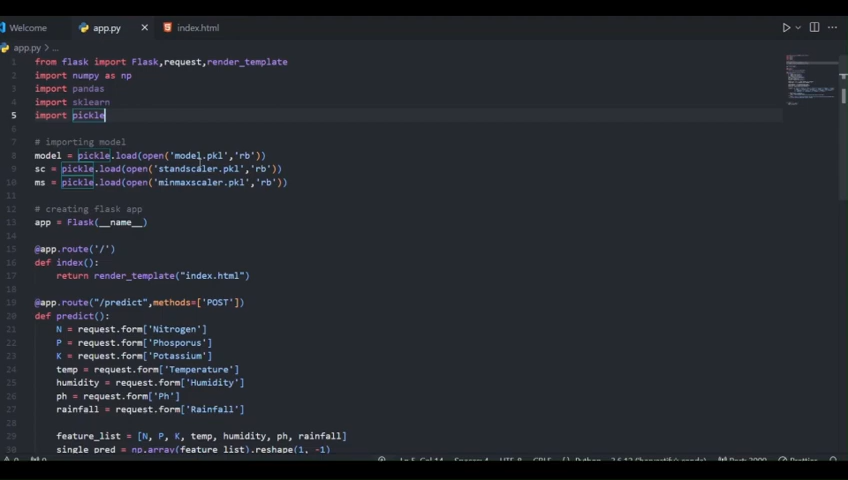 Welcome app.py index.html
app.py > ...
1 from flask import Flask,request,render_template
2 import numpy as np
3 import pandas
4 import sklearn
5 import pickle
6
7 # importing model
8 model = pickle.load(open('model.pkl','rb'))
9 sc = pickle.load(open('standscaler.pkl','rb'))
10 ms = pickle.load(open('minmaxscaler.pkl','rb'))
11
12 # creating flask app
13 app = Flask(__name__)
14
15 @app.route('/')
16 def index():
17 return render_template("index.html")
18
19 @app.route("/predict",methods=['POST'])
20 def predict():
21 N = request.form['Nitrogen']
22 P = request.form['Phosporus']
23 K = request.form['Potassium']
24 temp = request.form['Temperature']
25 humidity = request.form['Humidity']
26 ph = request.form['Ph']
27 rainfall = request.form['Rainfall']
28
29 feature_list = [N, P, K, temp, humidity, ph, rainfall]
30 single_pred = np.array(feature_list).reshape(1, -1)